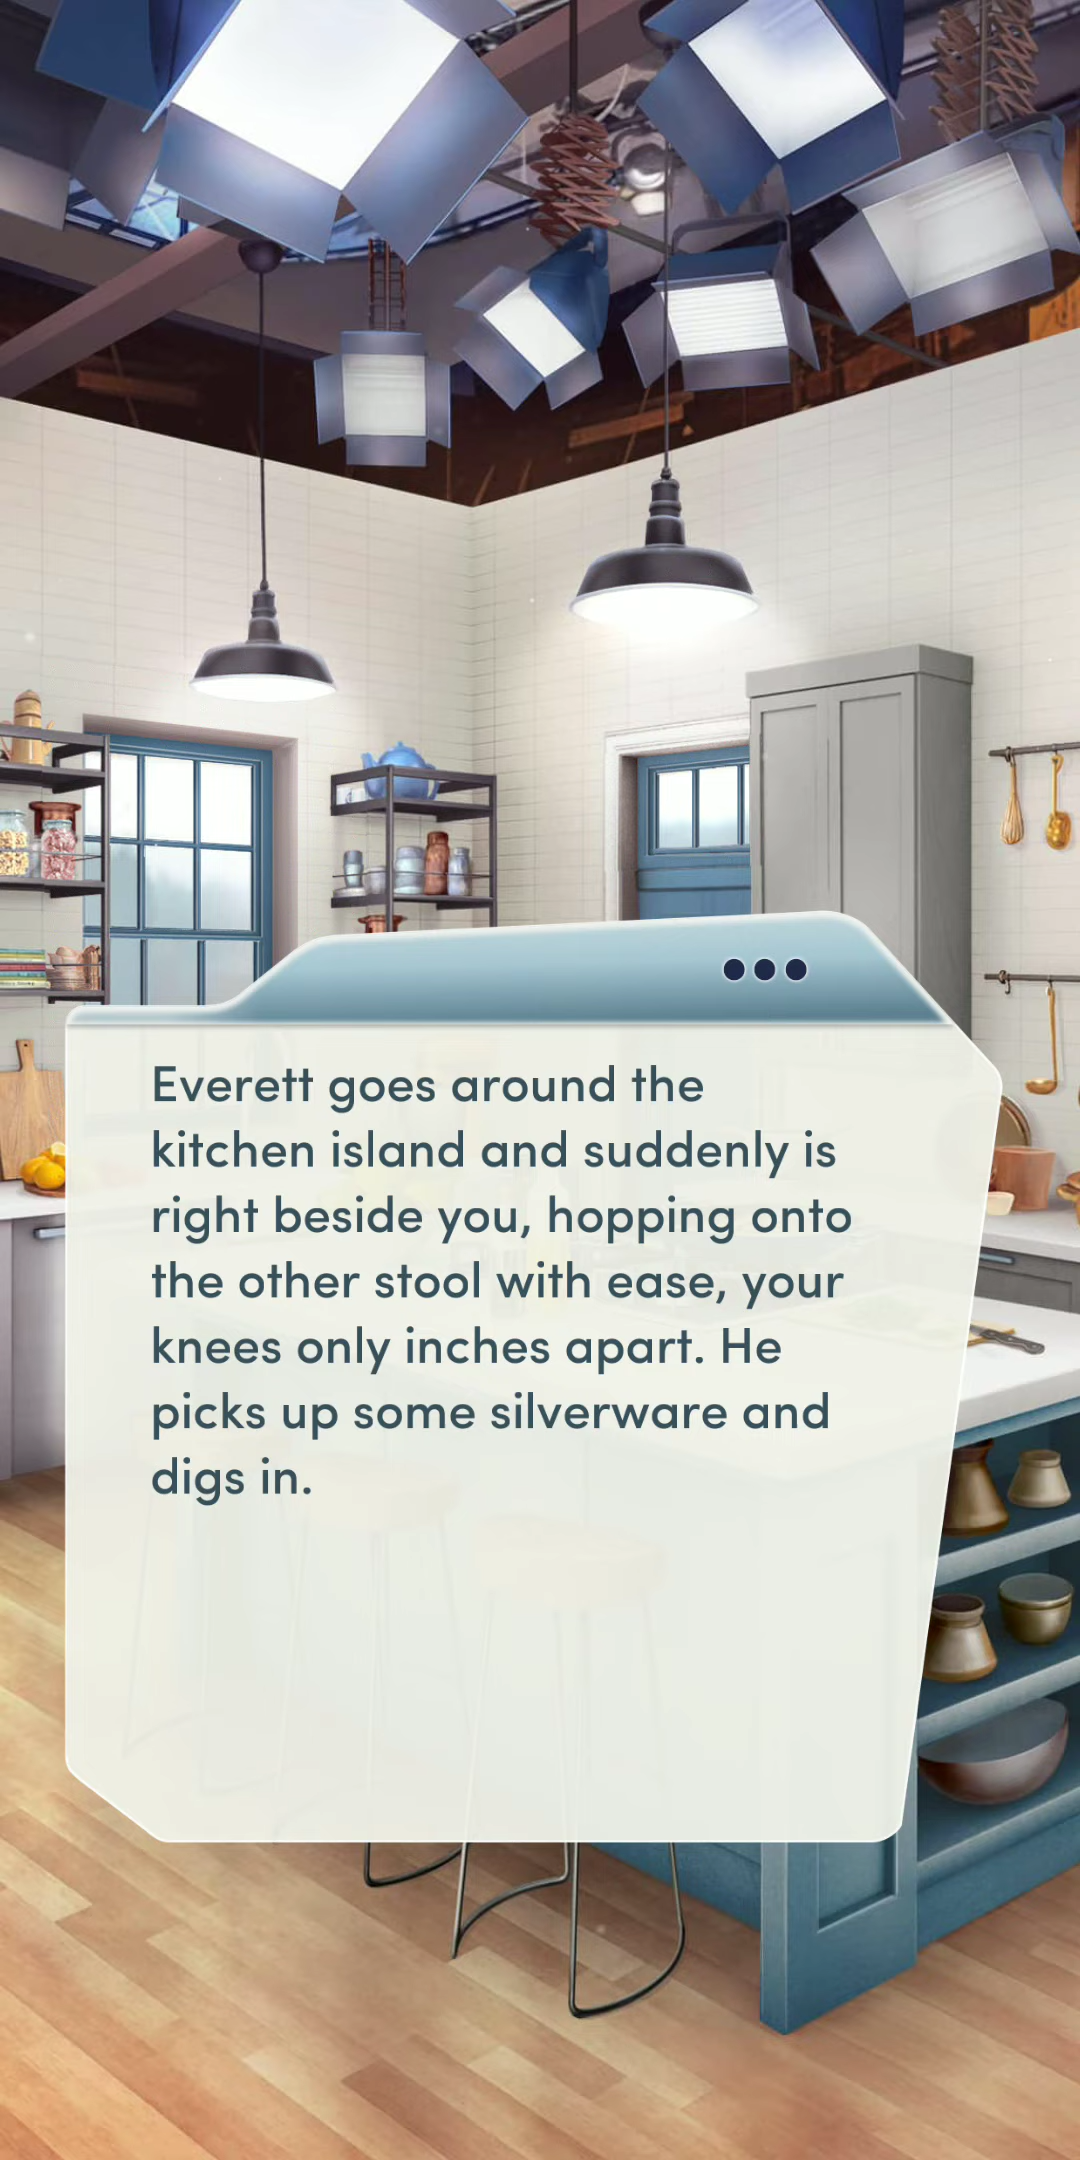 Everett goes around the
kitchen island and suddenly is
right beside you, hopping onto
the other stool with ease, your
knees only inches apart. He
picks up some silverware and
digs in.